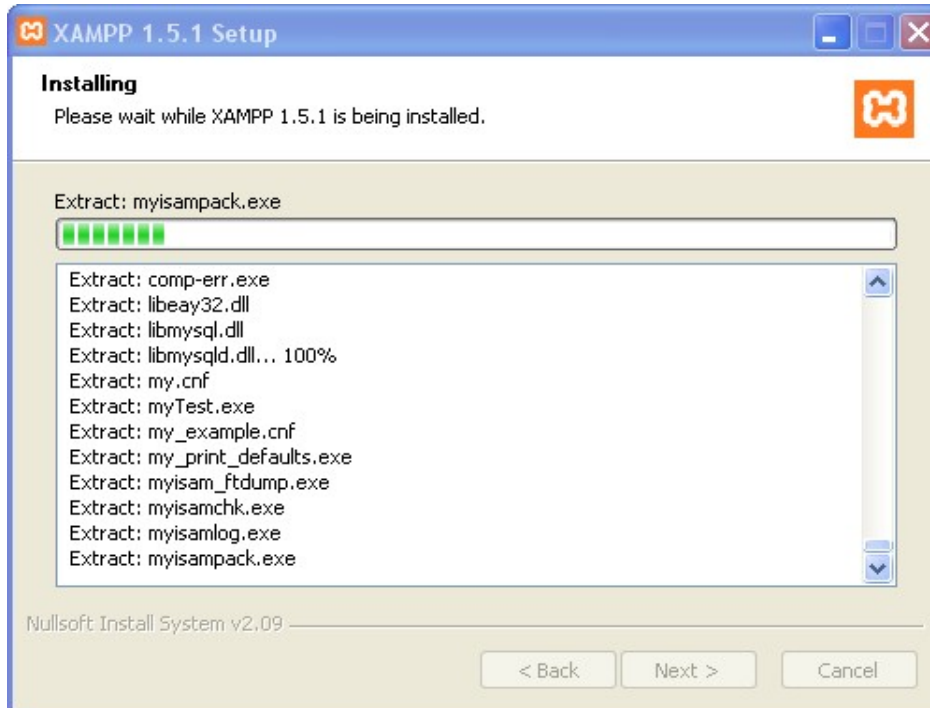 XAMPP 1.5.1 Setup
Installing
Please wait while XAMPP 1.5.1 is being installed.
Extract: myisampack.exe
Extract: comp-err.exe
Extract: libeay32.dll
Extract: libmysql.dll
Extract: libmysqld.dll... 100%
Extract: my.cnf
Extract: myTest.exe
Extract: my_example.cnf
Extract: my_print_defaults.exe
Extract: myisam_ftdump.exe
Extract: myisamchk.exe
Extract: myisamlog.exe
Extract: myisampack.exe
Nullsoft Install System v2.09
< Back Next > Cancel